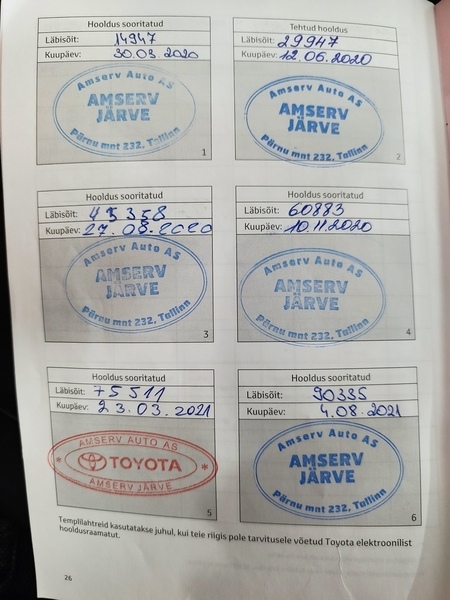 Hooldus sooritatud
Läbisõit: 14947
Kuupäev: 30.03 2020
Amserv Auto AS
AMSERV
JÄRVE
Pärnu mnt 232, Tallinn
1
Tehtud hooldus
Läbisõit: 29947
Kuupäev: 12.06.2020
Amserv Auto AS
AMSERV
JÄRVE
Pärnu mnt 232, Tallinn
2
Hooldus sooritatud
Läbisõit: 45358
Kuupäev: 27.08.2020
Amserv Auto AS
AMSERV
JÄRVE
Pärnu mnt 232, Tallinn
3
Hooldus sooritatud
Läbisõit: 60883
Kuupäev: 10.11.2020
Amserv Auto AS
AMSERV
JÄRVE
Pärnu mnt 232, Tallinn
4
Hooldus sooritatud
Läbisõit: 75511
Kuupäev: 23.03.2021
AMSERV AUTO AS
* TOYOTA *
AMSERV JÄRVE
5
Hooldus sooritatud
Läbisõit: 90335
Kuupäev: 4.08.2021
Amserv Auto AS
AMSERV
JÄRVE
Pärnu mnt 232, Tallinn
6
Templilahtreid kasutatakse juhul, kui teie riigis pole tarvitusele võetud Toyota elektroonilist
hooldusraamatut.
26